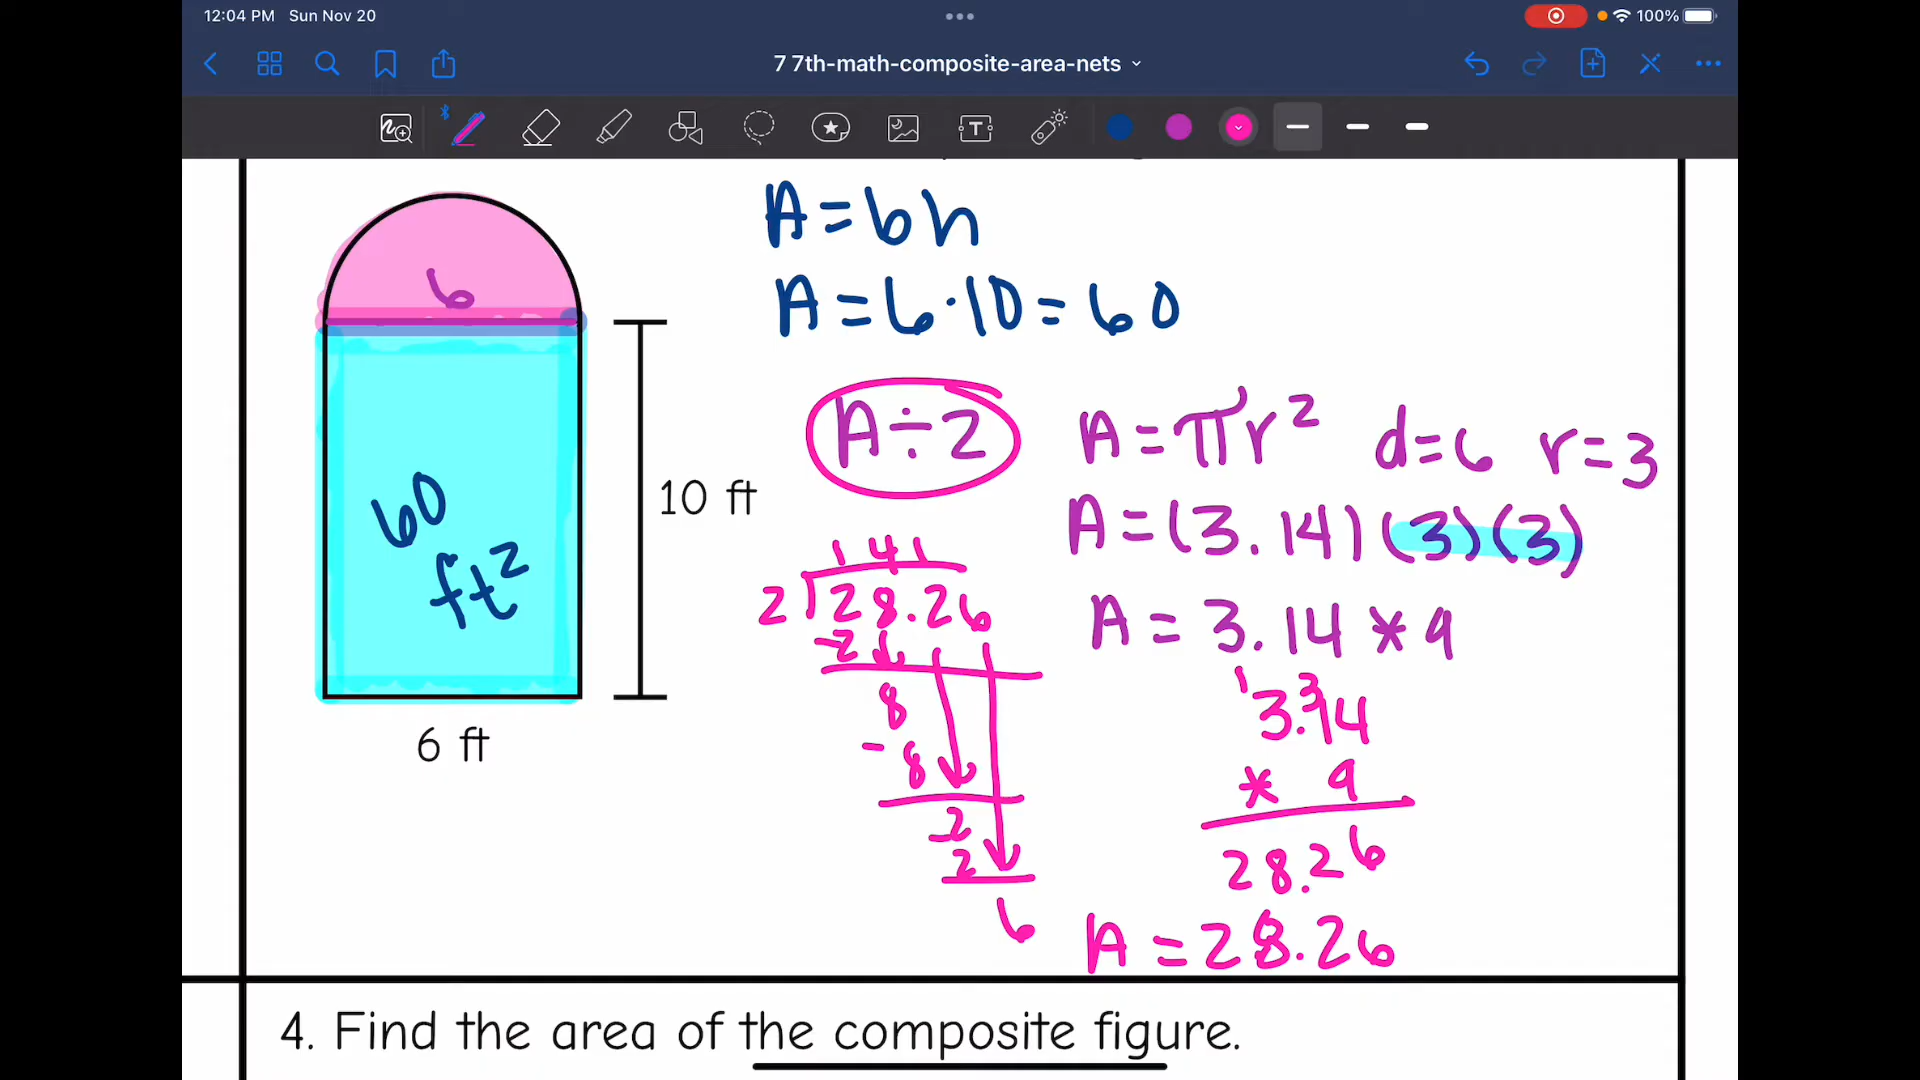 12:04 PM Sun Nov 20
100%
7 7th-math-composite-area-nets
A = bh
A = 6 · 10 = 60
6
60
ft²
10 ft
6 ft
A ÷ 2
A = πr² d=6 r=3
A = (3.14)(3)(3)
A = 3.14 * 9
1 3
3.14
* 9
28.26
A = 28.26
141
2 28.26
-2
8
-8
2
-2
6
4. Find the area of the composite figure.